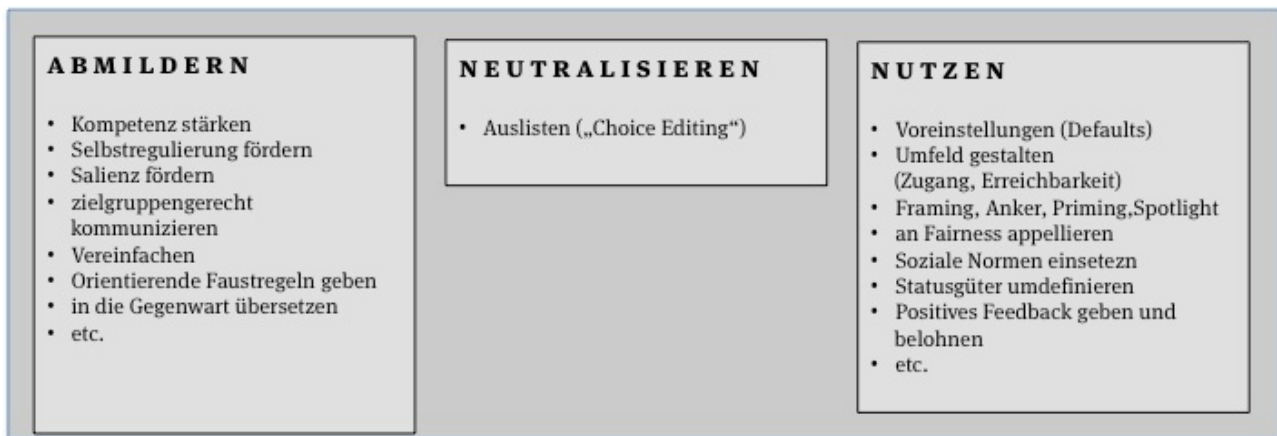 ABMILDERN
• Kompetenz stärken
• Selbstregulierung fördern
• Salienz fördern
• zielgruppengerecht
kommunizieren
• Vereinfachen
• Orientierende Faustregeln geben
• in die Gegenwart übersetzen
• etc.
NEUTRALISIEREN
• Auslisten („Choice Editing“)
NUTZEN
• Voreinstellungen (Defaults)
• Umfeld gestalten
(Zugang, Erreichbarkeit)
• Framing, Anker, Priming,Spotlight
• an Fairness appellieren
• Soziale Normen einsetezn
• Statusgüter umdefinieren
• Positives Feedback geben und
belohnen
• etc.